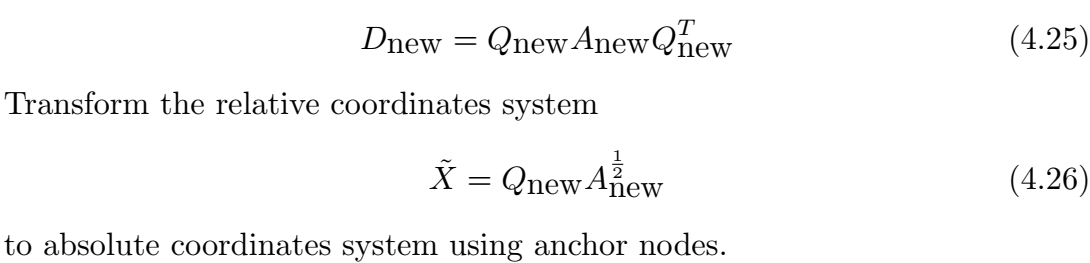 D_new = Q_new A_new Q_new^T (4.25)
Transform the relative coordinates system
X̃ = Q_new A_new^{1/2} (4.26)
to absolute coordinates system using anchor nodes.